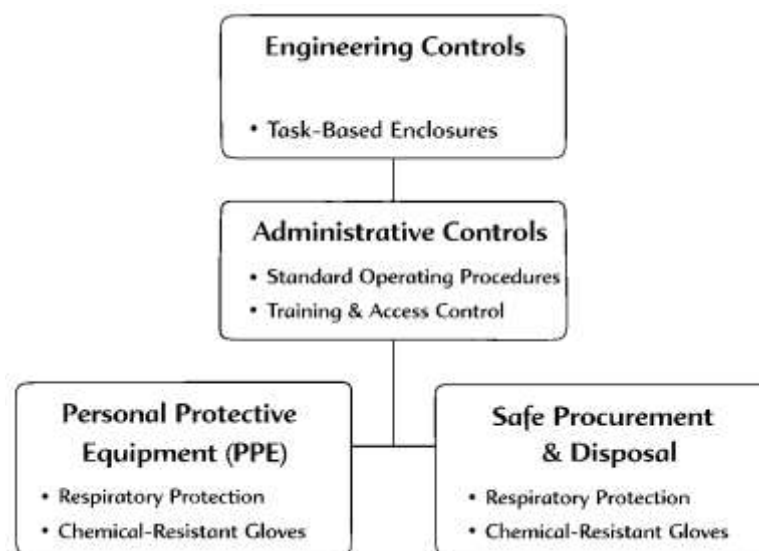 Engineering Controls
• Task-Based Enclosures
Administrative Controls
• Standard Operating Procedures
• Training & Access Control
Personal Protective
Equipment (PPE)
• Respiratory Protection
• Chemical-Resistant Gloves
Safe Procurement
& Disposal
• Respiratory Protection
• Chemical-Resistant Gloves